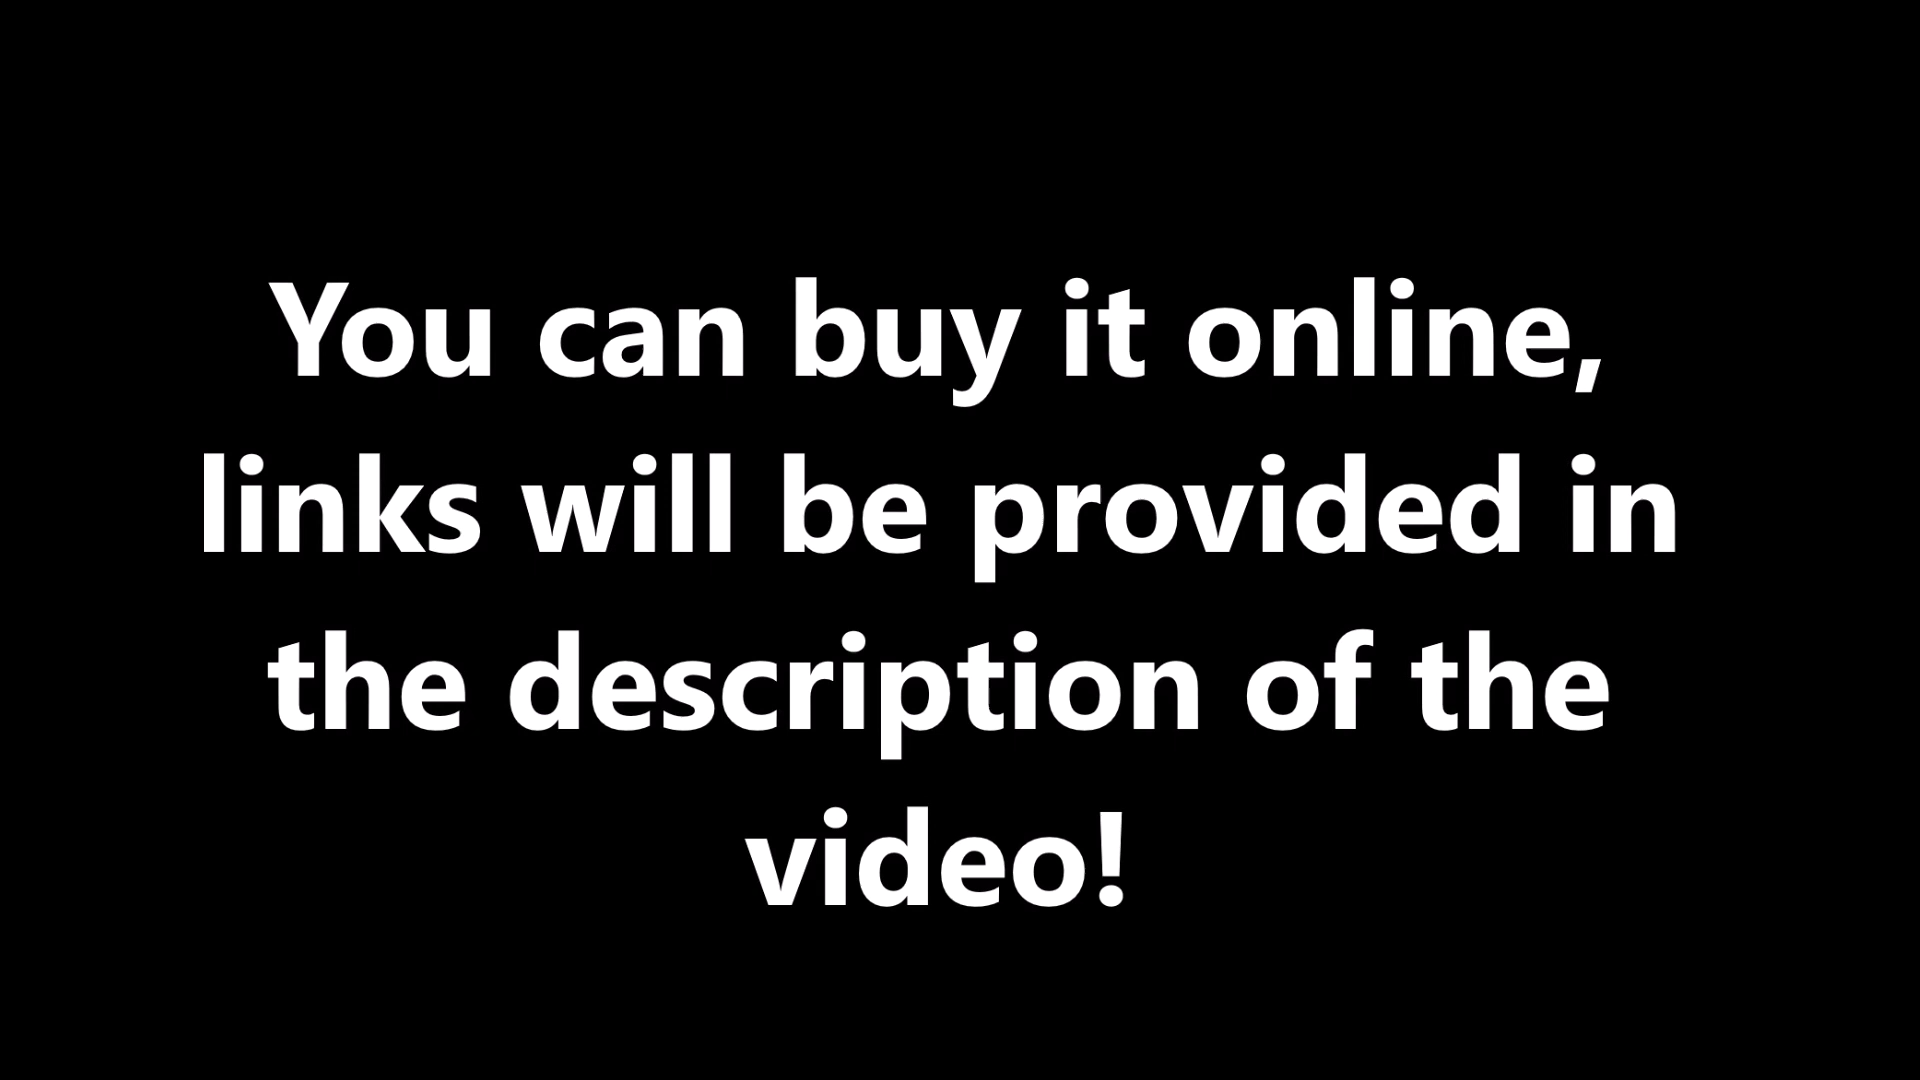 You can buy it online,
links will be provided in
the description of the
video!